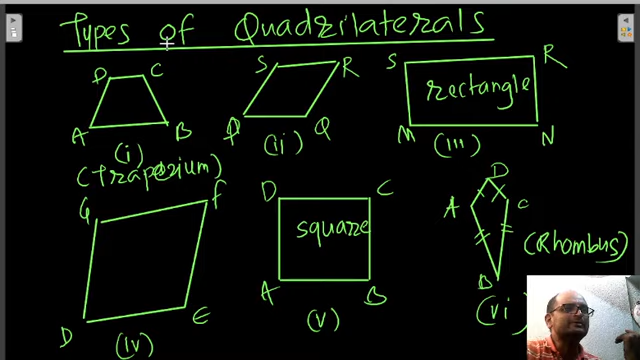 Types of Quadrilaterals
D C
A B
(i)
(trapezium)
S R
P Q
(ii)
S R
rectangle
M N
(iii)
G F
D E
(iv)
D C
square
A B
(v)
D
A C
B
(Rhombus)
(vi)